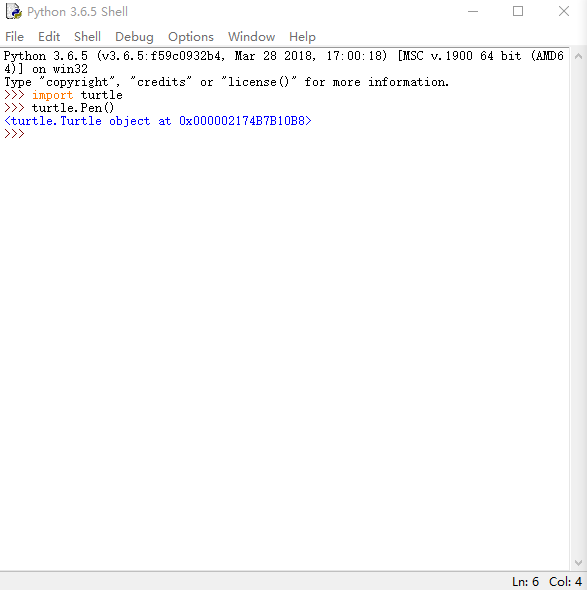 Python 3.6.5 Shell
File Edit Shell Debug Options Window Help
Python 3.6.5 (v3.6.5:f59c0932b4, Mar 28 2018, 17:00:18) [MSC v.1900 64 bit (AMD6
4)] on win32
Type "copyright", "credits" or "license()" for more information.
>>> import turtle
>>> turtle.Pen()
<turtle.Turtle object at 0x000002174B7B10B8>
>>>
Ln: 6 Col: 4